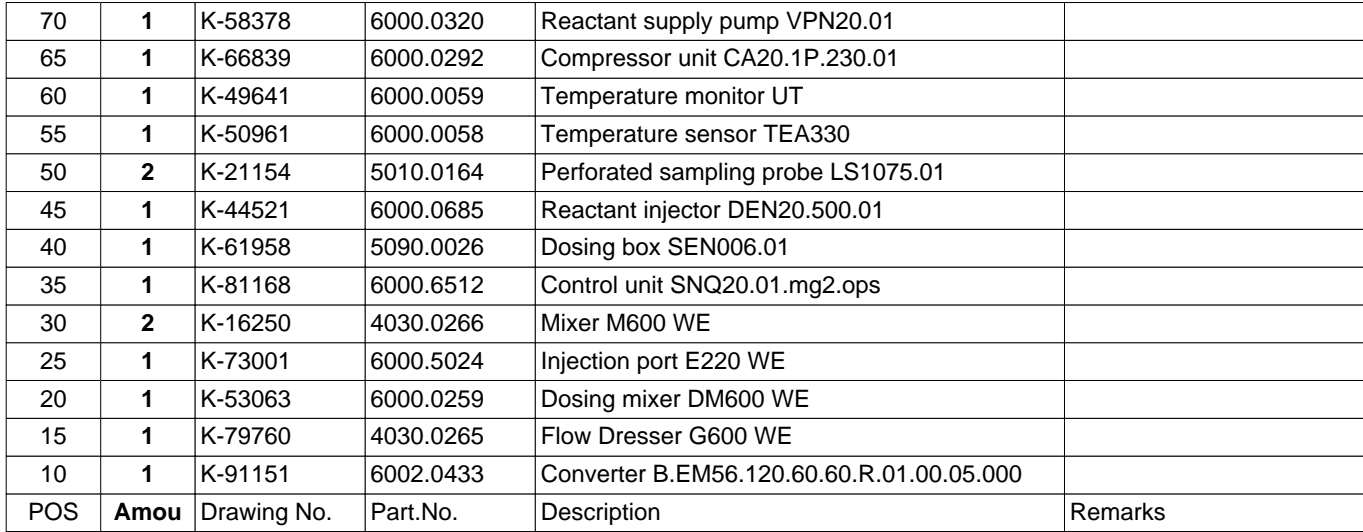 70 1 K-58378 6000.0320 Reactant supply pump VPN20.01
65 1 K-66839 6000.0292 Compressor unit CA20.1P.230.01
60 1 K-49641 6000.0059 Temperature monitor UT
55 1 K-50961 6000.0058 Temperature sensor TEA330
50 2 K-21154 5010.0164 Perforated sampling probe LS1075.01
45 1 K-44521 6000.0685 Reactant injector DEN20.500.01
40 1 K-61958 5090.0026 Dosing box SEN006.01
35 1 K-81168 6000.6512 Control unit SNQ20.01.mg2.ops
30 2 K-16250 4030.0266 Mixer M600 WE
25 1 K-73001 6000.5024 Injection port E220 WE
20 1 K-53063 6000.0259 Dosing mixer DM600 WE
15 1 K-79760 4030.0265 Flow Dresser G600 WE
10 1 K-91151 6002.0433 Converter B.EM56.120.60.60.R.01.00.05.000
POS Amou Drawing No. Part.No. Description Remarks